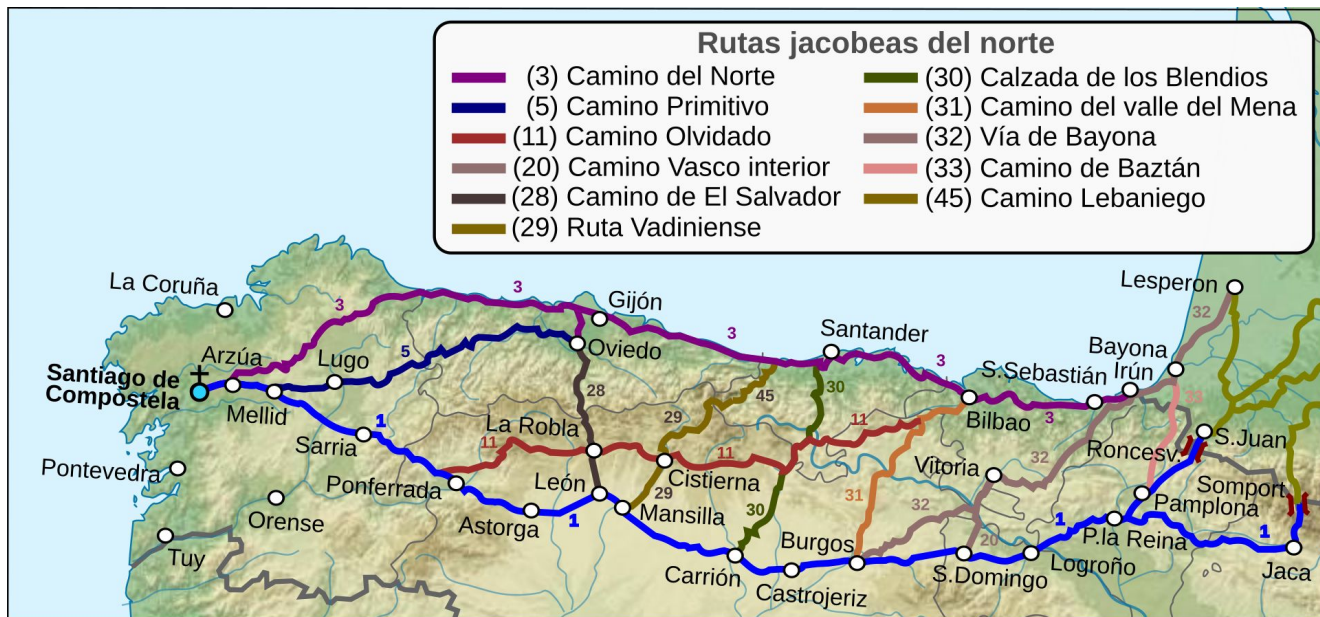 Rutas jacobeas del norte
(3) Camino del Norte
(5) Camino Primitivo
(11) Camino Olvidado
(20) Camino Vasco interior
(28) Camino de El Salvador
(29) Ruta Vadiniense
(30) Calzada de los Blendios
(31) Camino del valle del Mena
(32) Vía de Bayona
(33) Camino de Baztán
(45) Camino Lebaniego
La Coruña
3
3
Gijón
Lesperon
32
Santander
3
3
Bayona
Irún
S.Sebastián
Arzúa
Lugo
5
Oviedo
Santiago de
Compostela
Mellid
28
45
30
Bilbao
3
33
Sarria
1
La Robla
29
11
S.Juan
Roncesv.
Pontevedra
11
11
Cistierna
Vitoria
32
Somport
Ponferrada
León
29
Mansilla
31
Pamplona
Orense
Astorga
1
30
32
1
P.la Reina
1
Tuy
Burgos
20
Carrión
Castrojeriz
S.Domingo
Logroño
Jaca